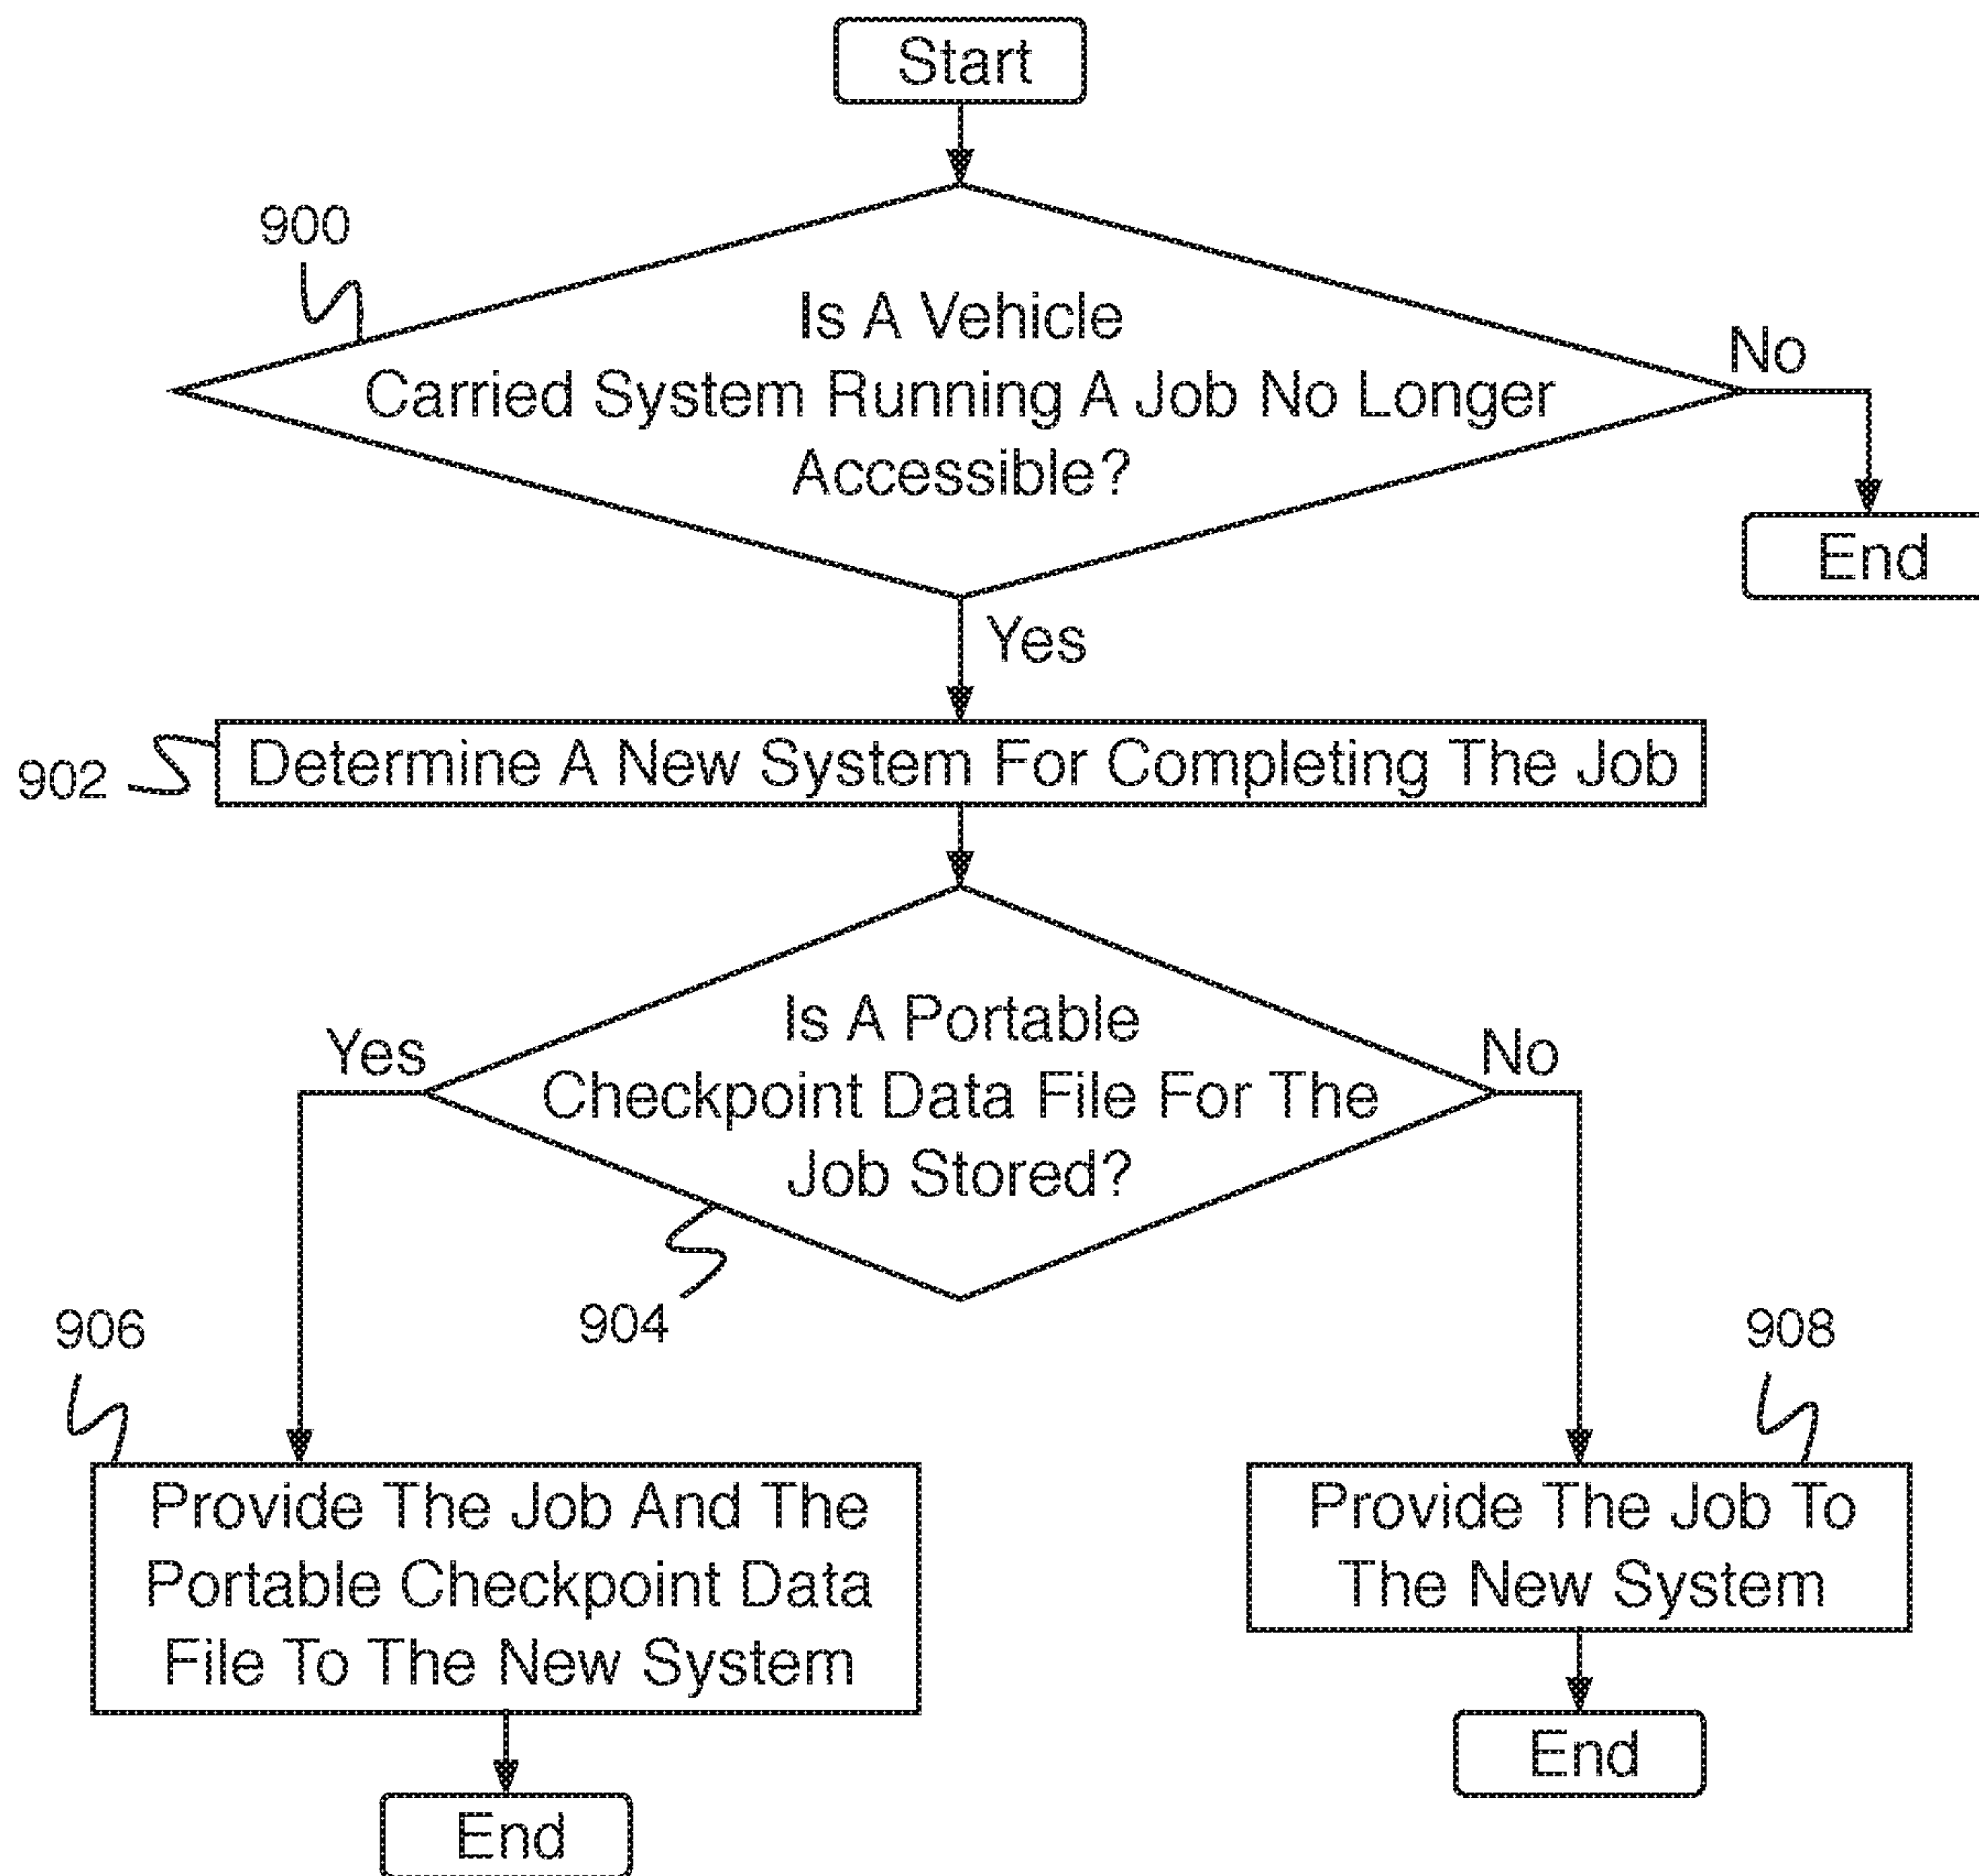 Start
900
Is A Vehicle
Carried System Running A Job No Longer
Accessible?
No
End
Yes
902
Determine A New System For Completing The Job
Is A Portable
Checkpoint Data File For The
Job Stored?
Yes
No
904
906
Provide The Job And The
Portable Checkpoint Data
File To The New System
End
908
Provide The Job To
The New System
End